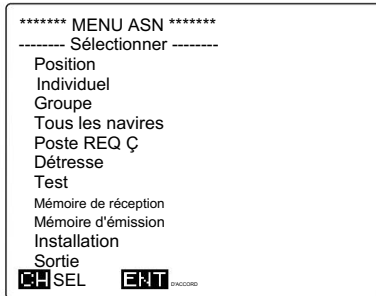 ******* MENU ASN *******
-------- Sélectionner --------
Position
Individuel
Groupe
Tous les navires
Poste REQ Ç
Détresse
Test
Mémoire de réception
Mémoire d'émission
Installation
Sortie
CH SEL ENT D'ACCORD